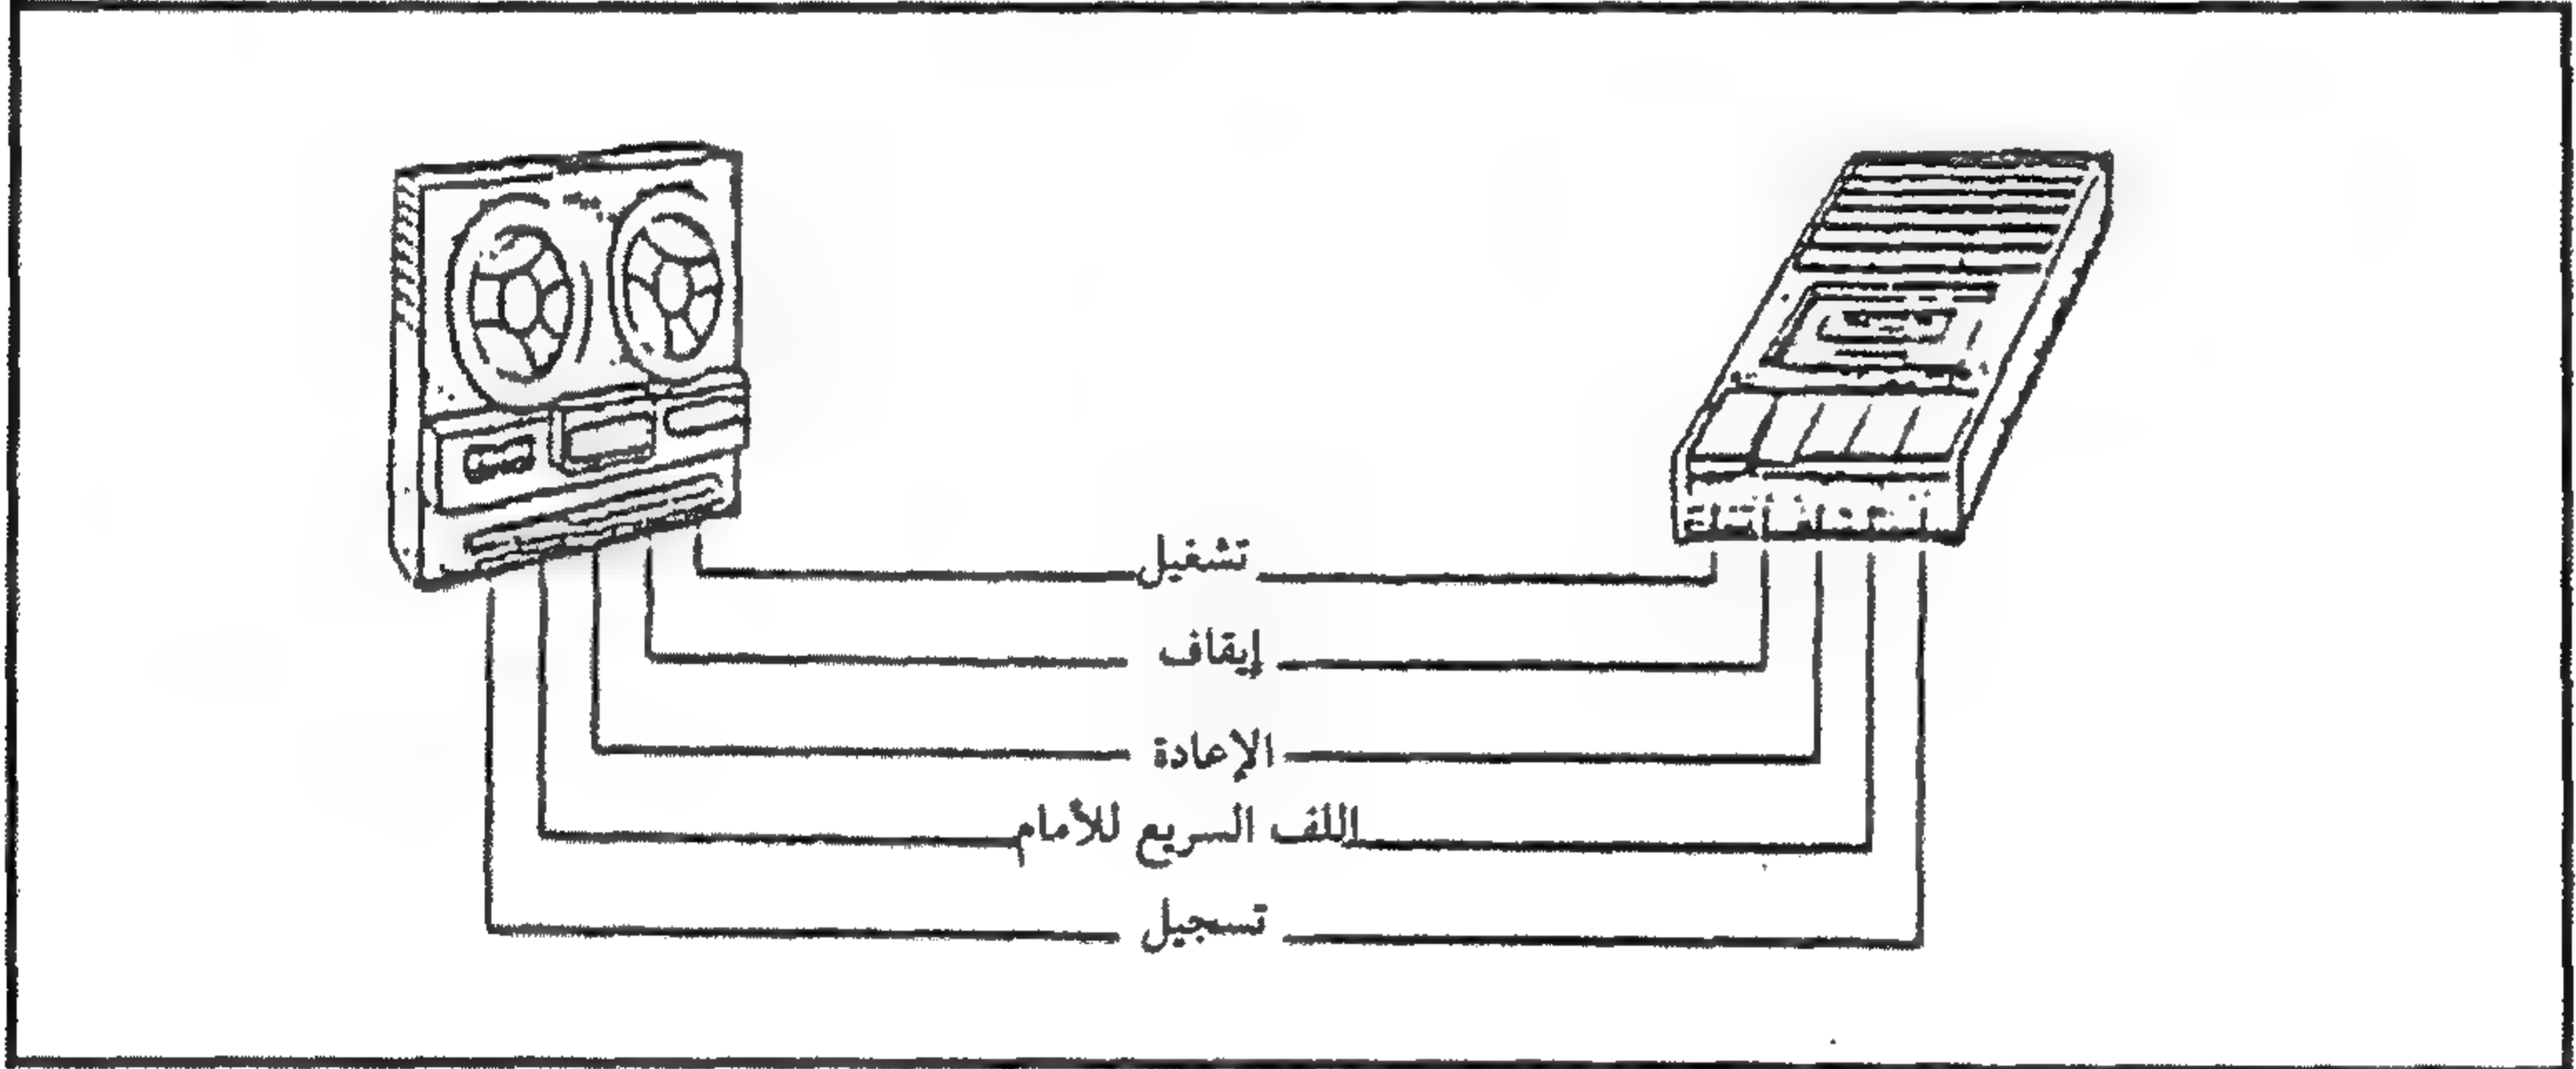 تشغيل
إيقاف
الإعادة
اللف السريع للأمام
تسجيل